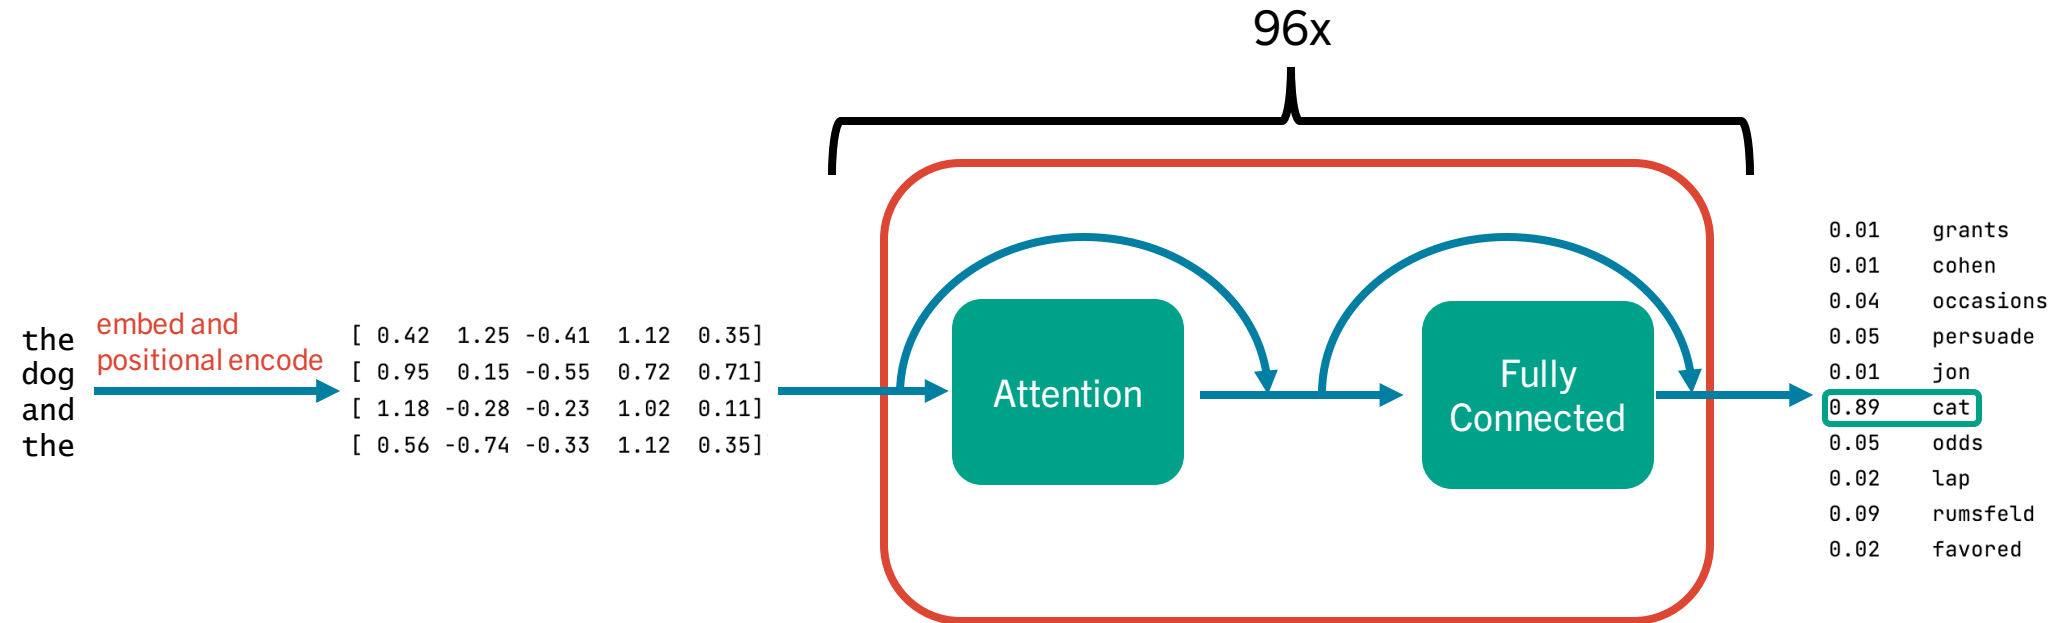 96x
the
dog
and
the
embed and
positional encode
[ 0.42 1.25 -0.41 1.12 0.35]
[ 0.95 0.15 -0.55 0.72 0.71]
[ 1.18 -0.28 -0.23 1.02 0.11]
[ 0.56 -0.74 -0.33 1.12 0.35]
Attention
Fully
Connected
0.01 grants
0.01 cohen
0.04 occasions
0.05 persuade
0.01 jon
0.89 cat
0.05 odds
0.02 lap
0.09 rumsfeld
0.02 favored